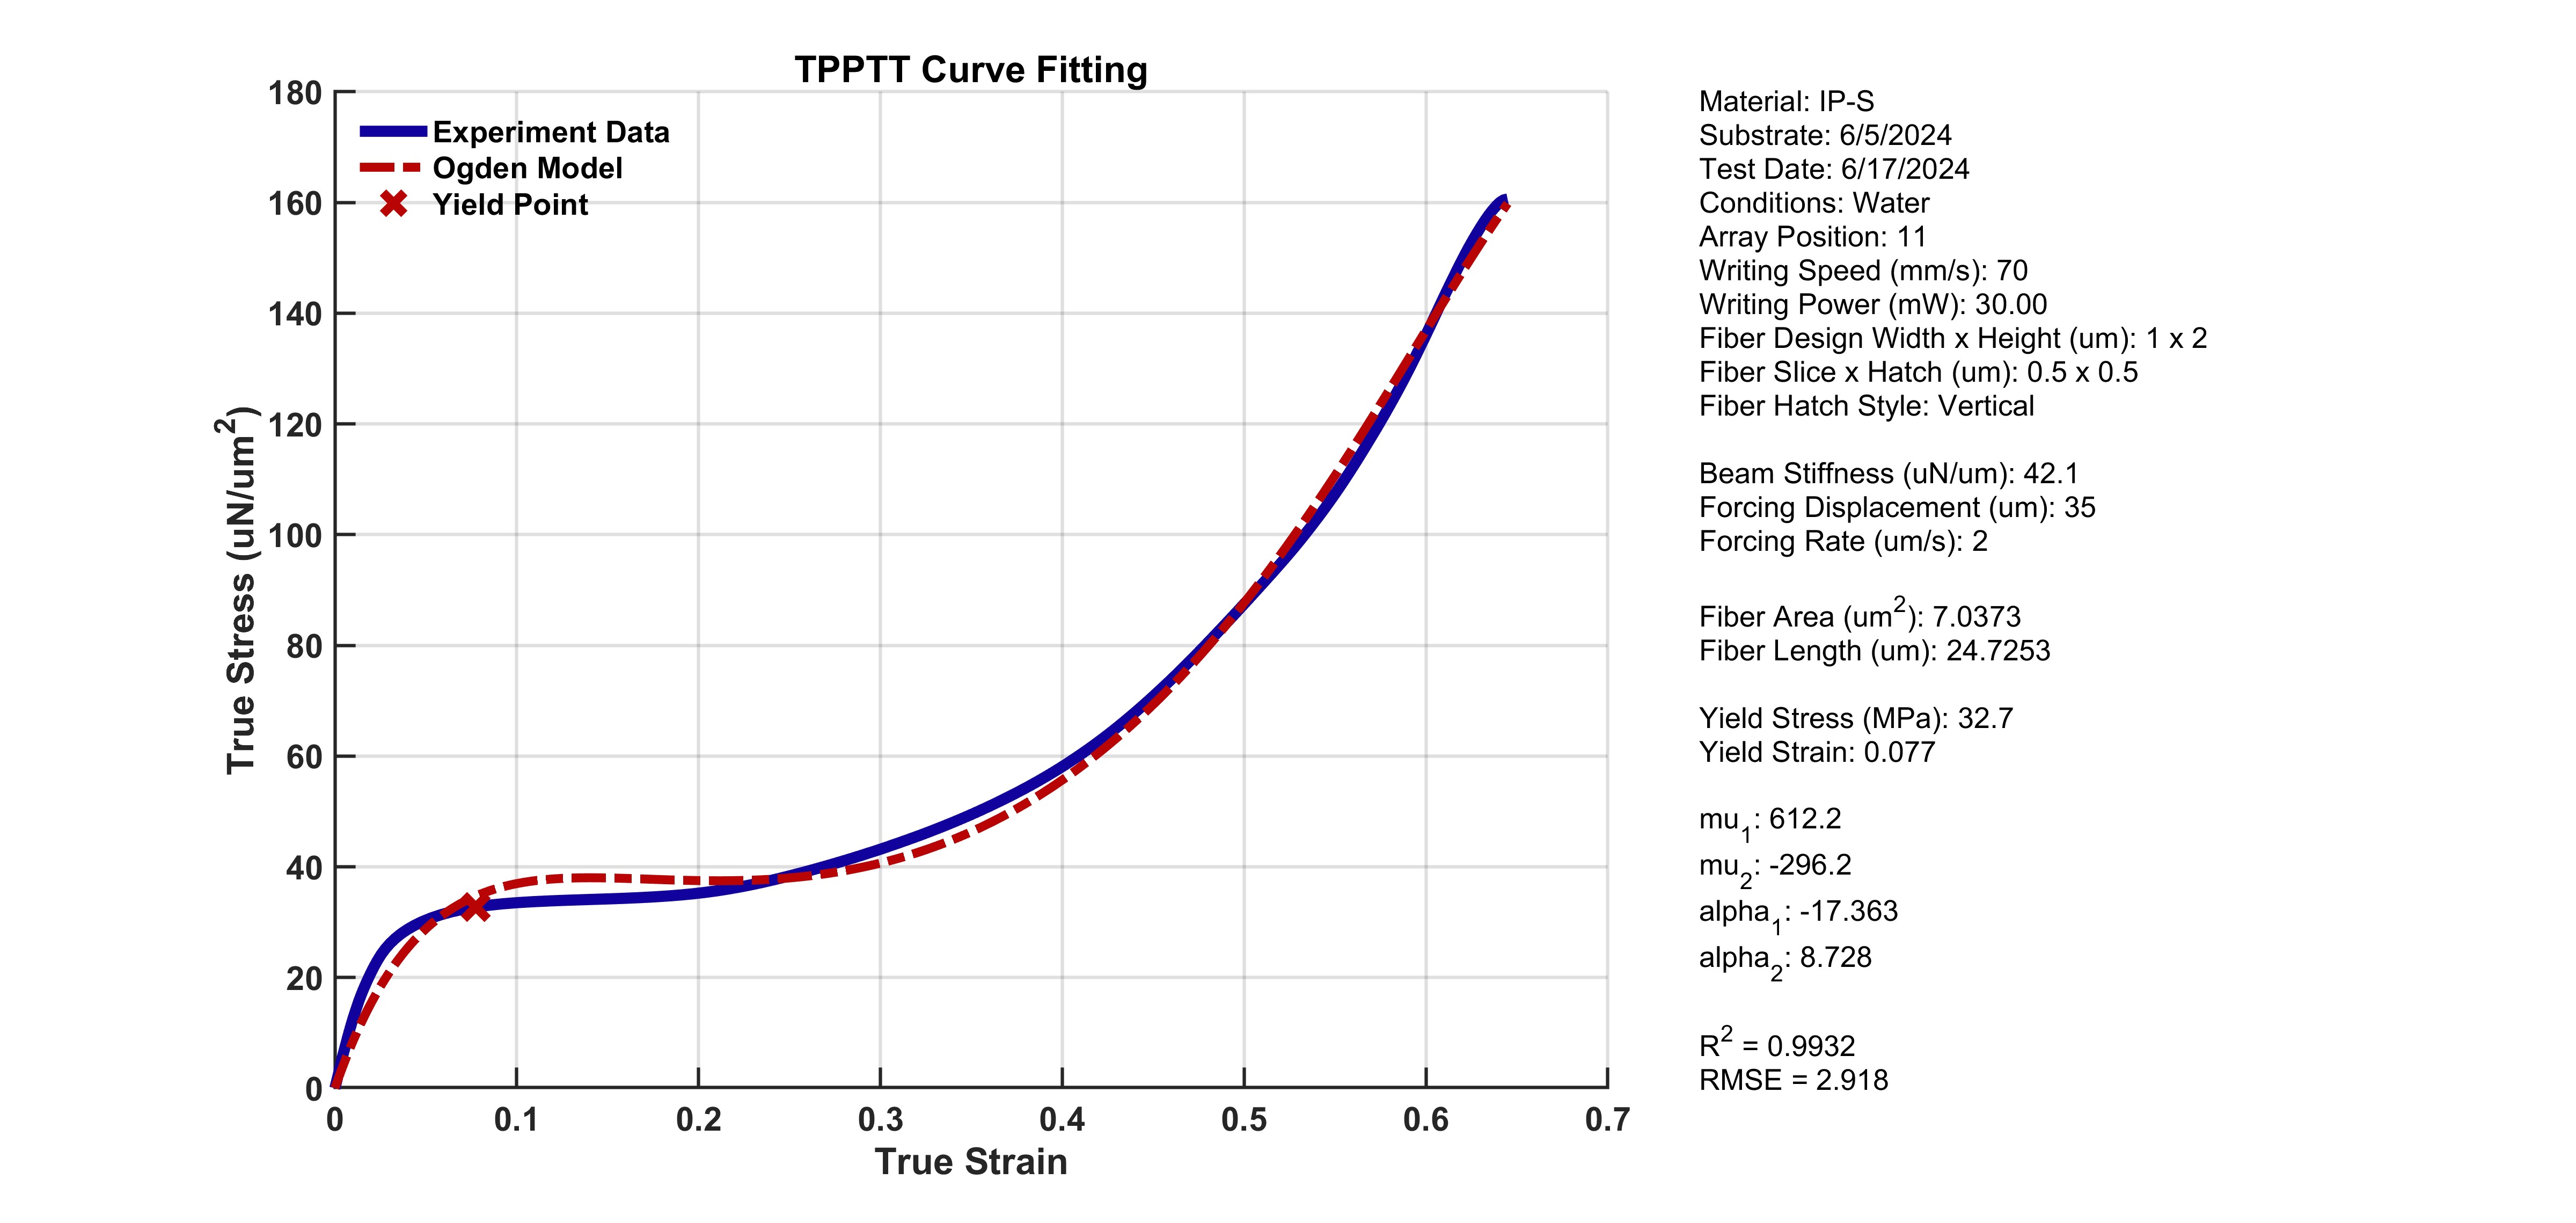 TPPTT Curve Fitting
Experiment Data
Ogden Model
Yield Point
True Stress (uN/um²)
180
160
140
120
100
80
60
40
20
0
0 0.1 0.2 0.3 0.4 0.5 0.6 0.7
True Strain
Material: IP-S
Substrate: 6/5/2024
Test Date: 6/17/2024
Conditions: Water
Array Position: 11
Writing Speed (mm/s): 70
Writing Power (mW): 30.00
Fiber Design Width x Height (um): 1 x 2
Fiber Slice x Hatch (um): 0.5 x 0.5
Fiber Hatch Style: Vertical
Beam Stiffness (uN/um): 42.1
Forcing Displacement (um): 35
Forcing Rate (um/s): 2
Fiber Area (um²): 7.0373
Fiber Length (um): 24.7253
Yield Stress (MPa): 32.7
Yield Strain: 0.077
mu₁: 612.2
mu₂: -296.2
alpha₁: -17.363
alpha₂: 8.728
R² = 0.9932
RMSE = 2.918